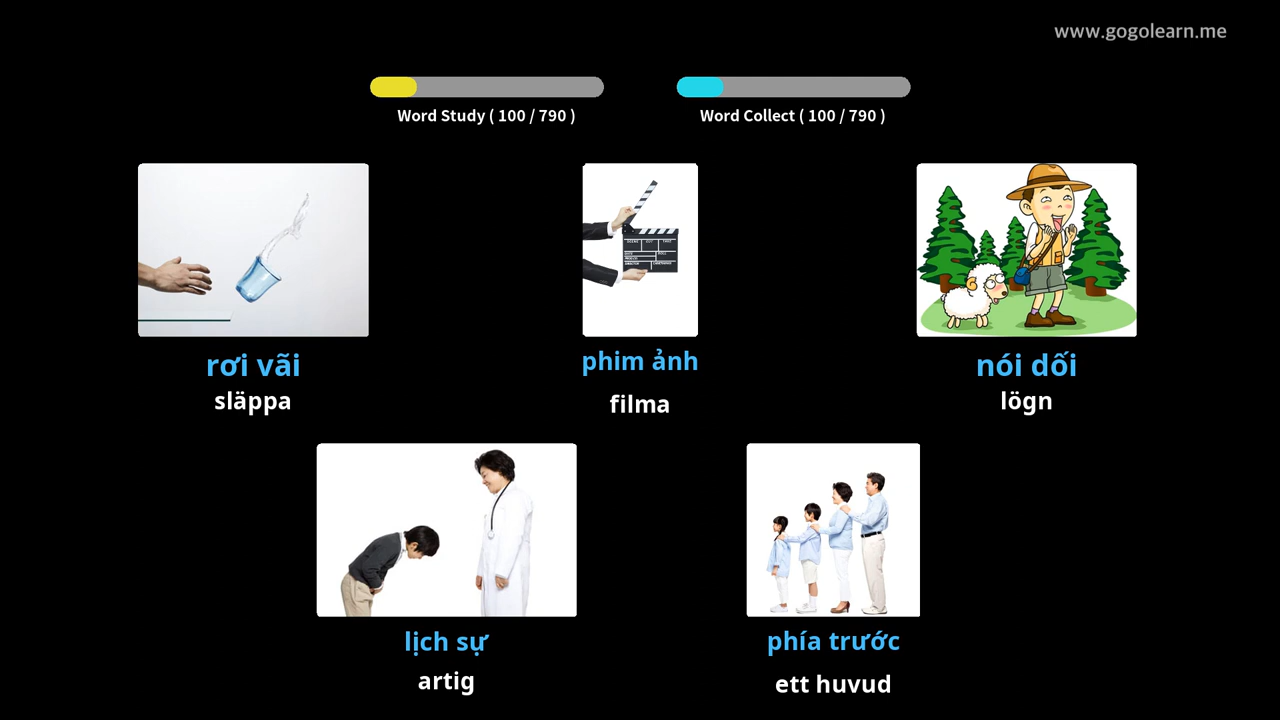 www.gogolearn.me
Word Study ( 100 / 790 )
Word Collect ( 100 / 790 )
rơi vãi
släppa
phim ảnh
filma
nói dối
lögn
lịch sự
artig
phía trước
ett huvud